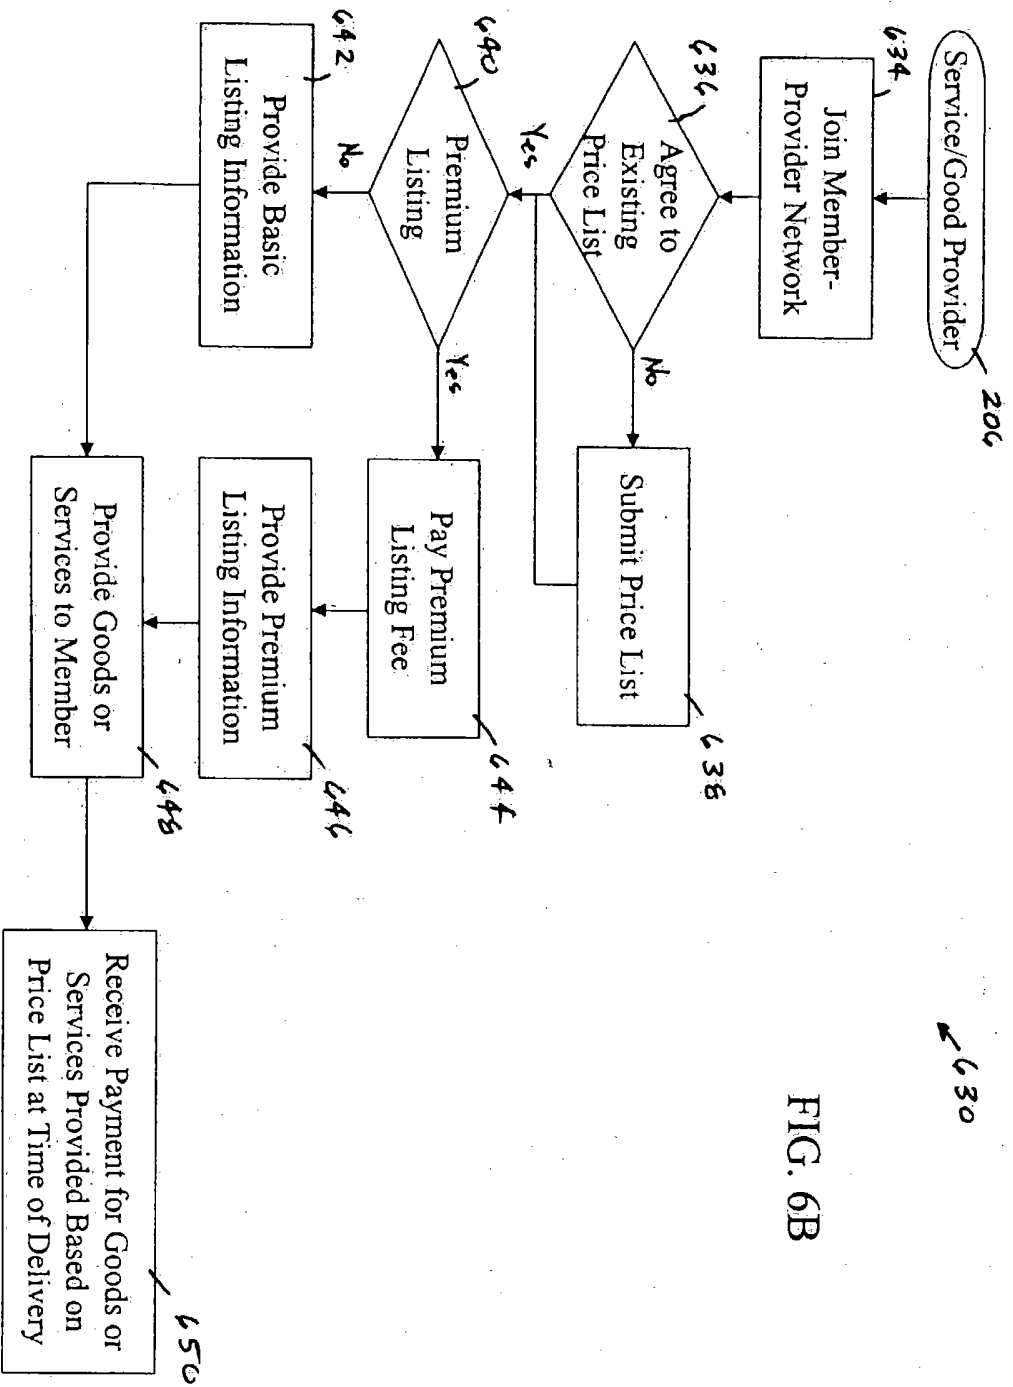 Service/Good Provider
206
634
Join Member-
Provider Network
636
Agree to
Existing
Price List
No
Submit Price List
638
Yes
640
Premium
Listing
Yes
Pay Premium
Listing Fee
644
No
642
Provide Basic
Listing Information
Provide Premium
Listing Information
646
Provide Goods or
Services to Member
648
Receive Payment for Goods or
Services Provided Based on
Price List at Time of Delivery
650
630
FIG. 6B